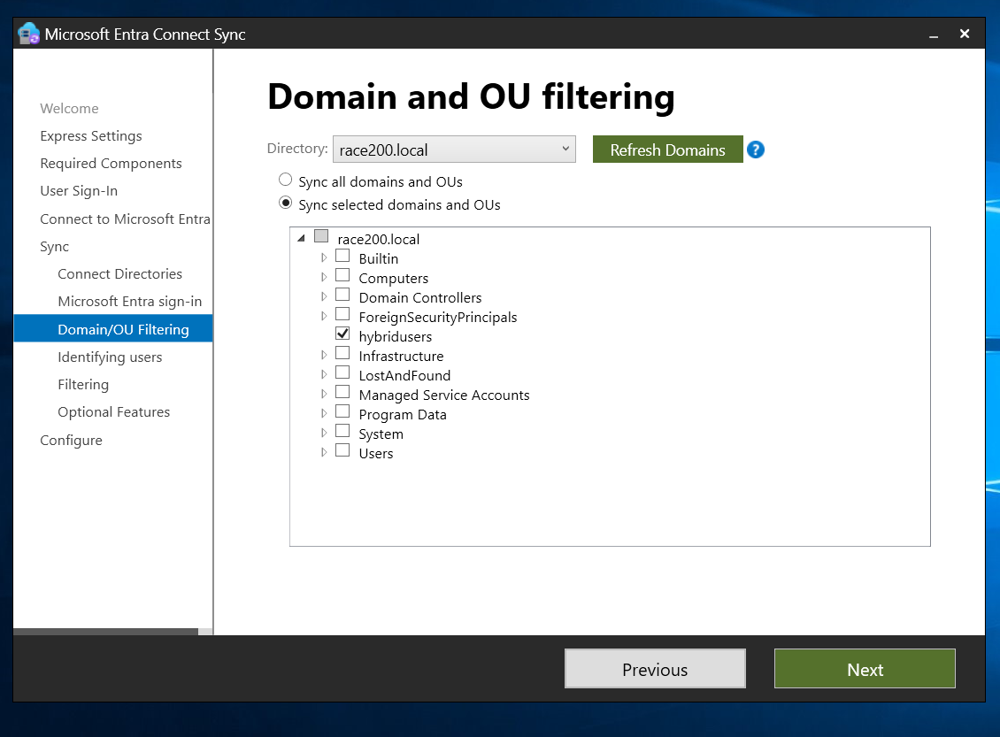 Microsoft Entra Connect Sync
Welcome
Express Settings
Required Components
User Sign-In
Connect to Microsoft Entra
Sync
Connect Directories
Microsoft Entra sign-in
Domain/OU Filtering
Identifying users
Filtering
Optional Features
Configure
Domain and OU filtering
Directory: race200.local Refresh Domains ?
Sync all domains and OUs
Sync selected domains and OUs
race200.local
Builtin
Computers
Domain Controllers
ForeignSecurityPrincipals
hybridusers
Infrastructure
LostAndFound
Managed Service Accounts
Program Data
System
Users
Previous Next